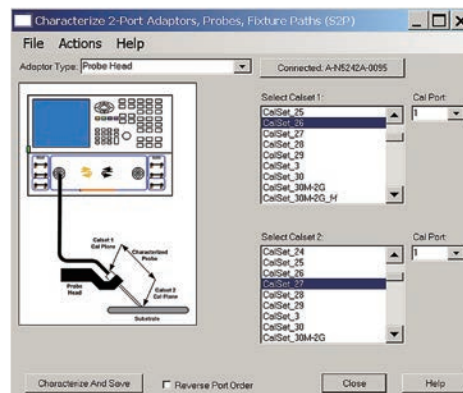 Characterize 2-Port Adaptors, Probes, Fixture Paths (S2P)
File Actions Help
Adaptor Type: Probe Head
Connected: A-N5242A-0095
Select Calset 1:
Cal Port:
CalSet_25
CalSet_26
CalSet_27
CalSet_28
CalSet_29
CalSet_3
CalSet_30
CalSet_30M-2G
CalSet_30M-2G_M
1
Calset 1
Cal Plane
Characterized
Probe
Probe
Head
Calset 2
Cal Plane
Substrate
Select Calset 2:
Cal Port:
CalSet_24
CalSet_25
CalSet_26
CalSet_27
CalSet_28
CalSet_29
CalSet_3
CalSet_30
CalSet_30M-2G
1
Characterize And Save
Reverse Port Order
Close
Help